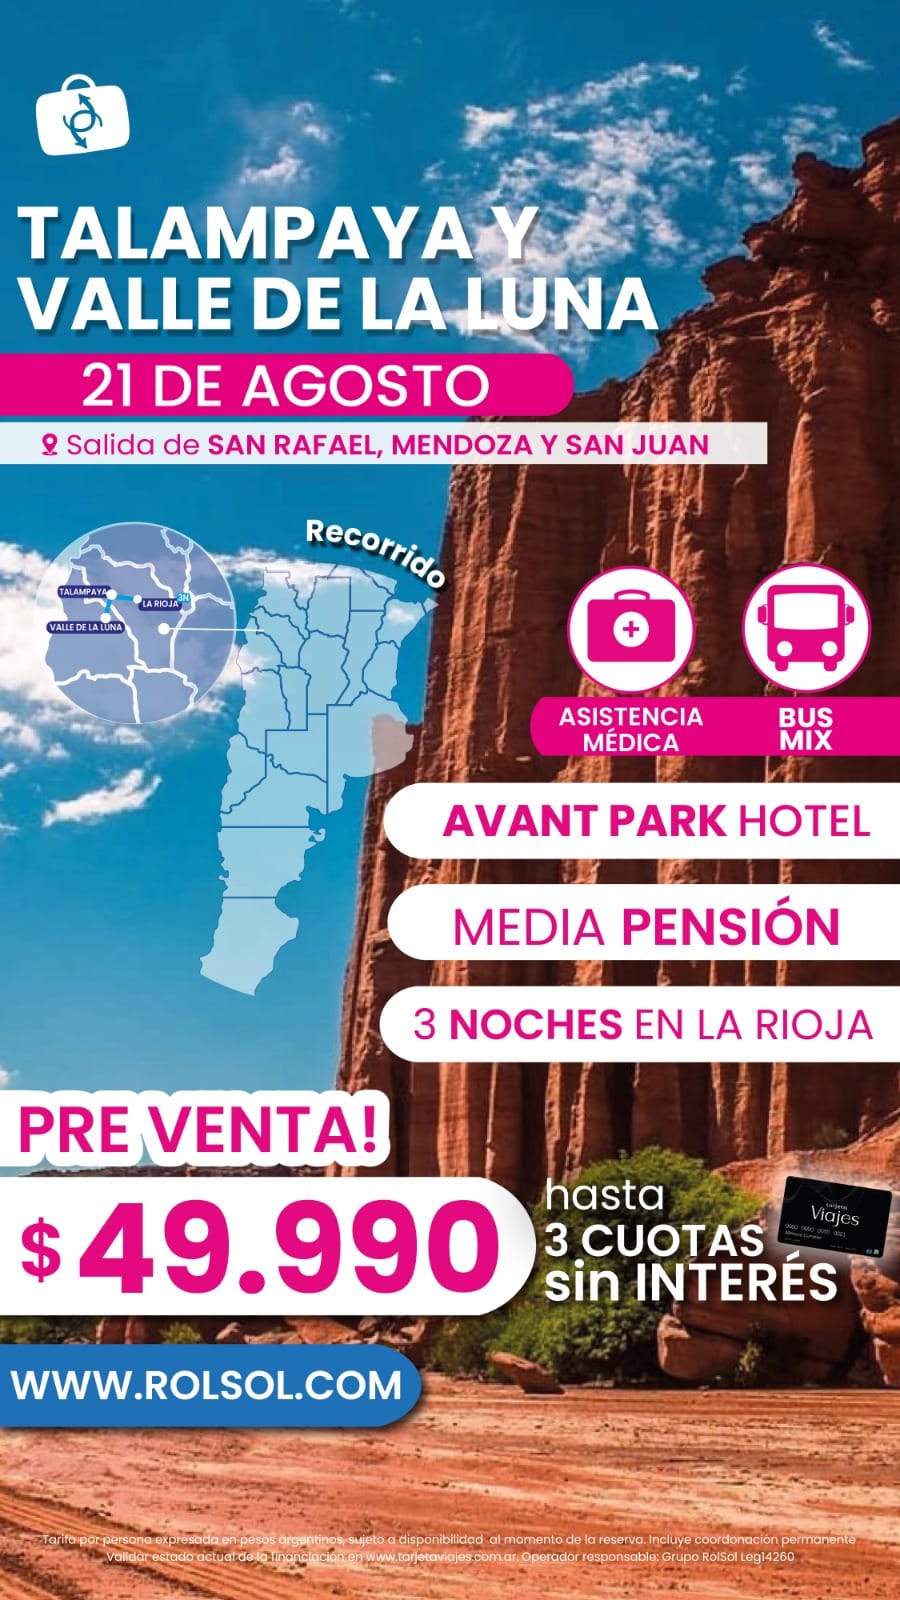 TALAMPAYA Y
VALLE DE LA LUNA
21 DE AGOSTO
Salida de SAN RAFAEL, MENDOZA Y SAN JUAN
Recorrido
TALAMPAYA
LA RIOJA 3N
VALLE DE LA LUNA
ASISTENCIA
MÉDICA
BUS
MIX
AVANT PARK HOTEL
MEDIA PENSIÓN
3 NOCHES EN LA RIOJA
PRE VENTA!
$ 49.990
hasta
3 CUOTAS
sin INTERÉS
tarjeta
Viajes
WWW.ROLSOL.COM
Tarifa por persona expresada en pesos argentinos, sujeto a disponibilidad al momento de la reserva. Incluye coordonación permanente
Validar estado actual de la financiación en www.tarjetaviajes.com.ar. Operador responsable: Grupo RolSol Leg14260